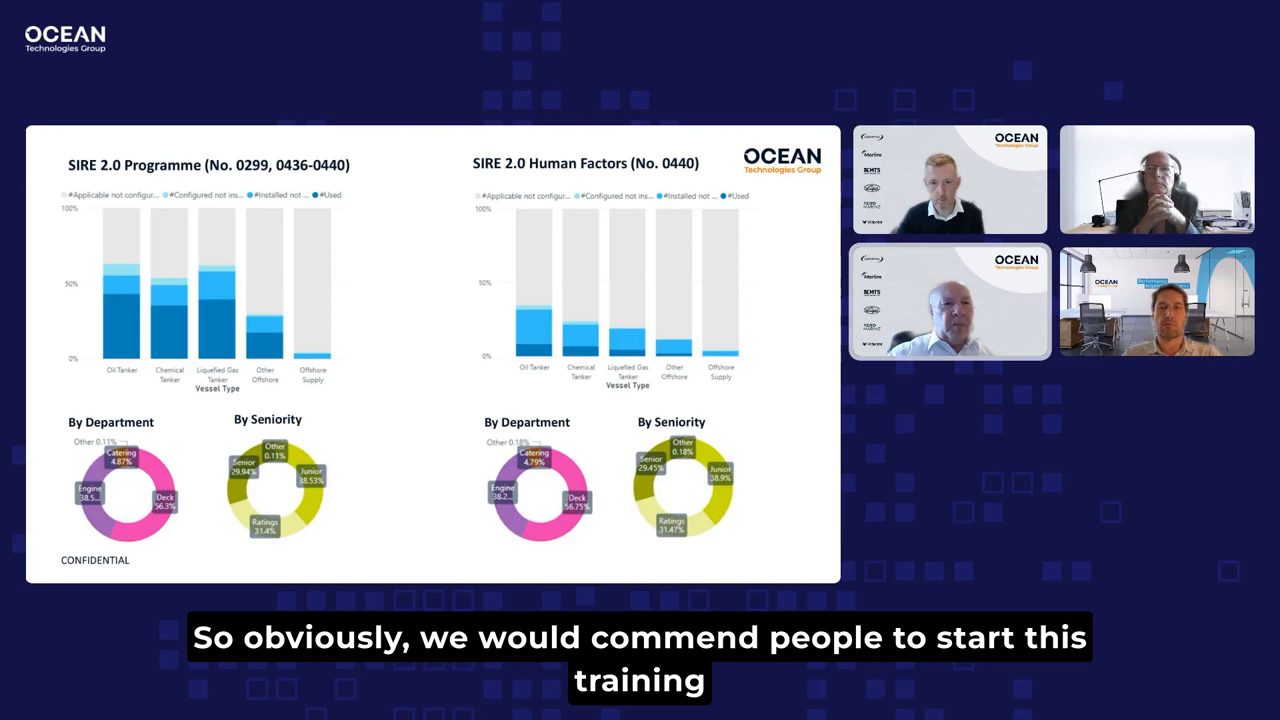 OCEAN
Technologies Group
SIRE 2.0 Programme (No. 0299, 0436-0440)
#Applicable not configur... #Configured not ins... #Installed not ... #Used
100%
50%
0%
Oil Tanker
Chemical
Tanker
Liquefied Gas
Tanker
Other
Offshore
Offshore
Supply
Vessel Type
SIRE 2.0 Human Factors (No. 0440)
OCEAN
Technologies Group
#Applicable not configur... #Configured not ins... #Installed not ... #Used
100%
50%
0%
Oil Tanker
Chemical
Tanker
Liquefied Gas
Tanker
Other
Offshore
Offshore
Supply
Vessel Type
By Department
Other 0.11%
Catering
4.87%
Engine
38.5...
Deck
56.3%
By Seniority
Other
0.11%
Senior
29.94%
Junior
38.53%
Ratings
31.4%
By Department
Other 0.18%
Catering
4.79%
Engine
38.2...
Deck
56.75%
By Seniority
Other
0.18%
Senior
29.45%
Junior
38.9%
Ratings
31.47%
CONFIDENTIAL
OCEAN
Technologies Group
OCEAN
Technologies Group
OCEAN
So obviously, we would commend people to start this
training